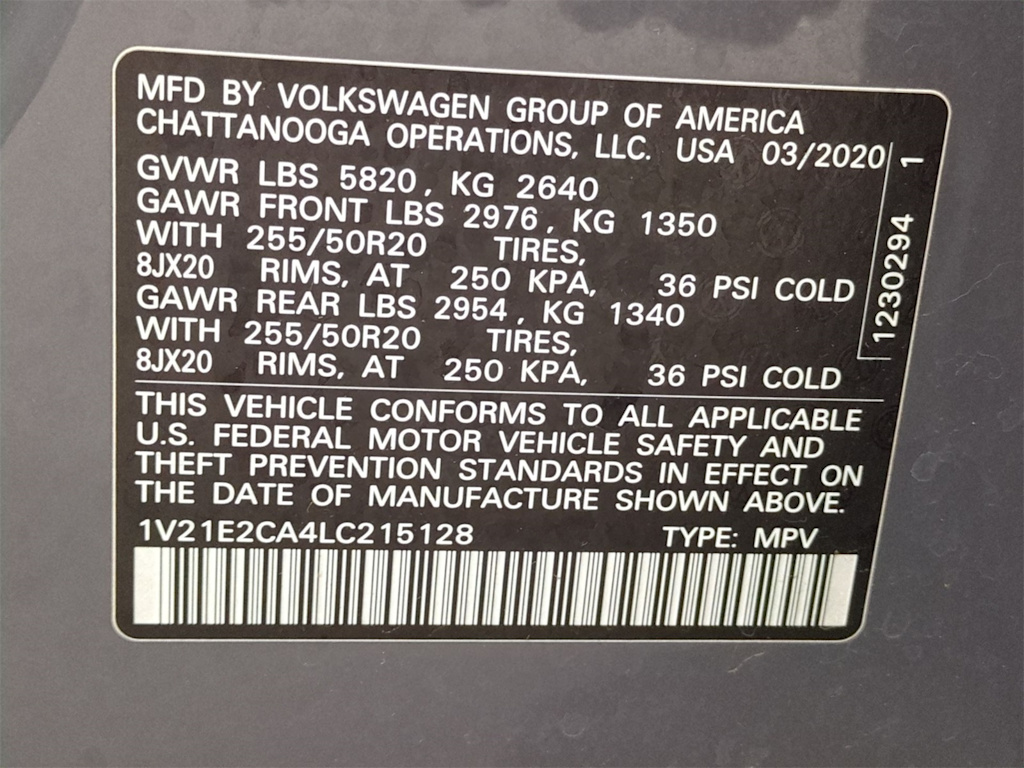 MFD BY VOLKSWAGEN GROUP OF AMERICA
CHATTANOOGA OPERATIONS, LLC. USA 03/2020
GVWR LBS 5820, KG 2640
GAWR FRONT LBS 2976, KG 1350
WITH 255/50R20 TIRES,
8JX20 RIMS, AT 250 KPA, 36 PSI COLD
GAWR REAR LBS 2954, KG 1340
WITH 255/50R20 TIRES,
8JX20 RIMS, AT 250 KPA, 36 PSI COLD
1230294 1
THIS VEHICLE CONFORMS TO ALL APPLICABLE
U.S. FEDERAL MOTOR VEHICLE SAFETY AND
THEFT PREVENTION STANDARDS IN EFFECT ON
THE DATE OF MANUFACTURE SHOWN ABOVE.
1V21E2CA4LC215128 TYPE: MPV